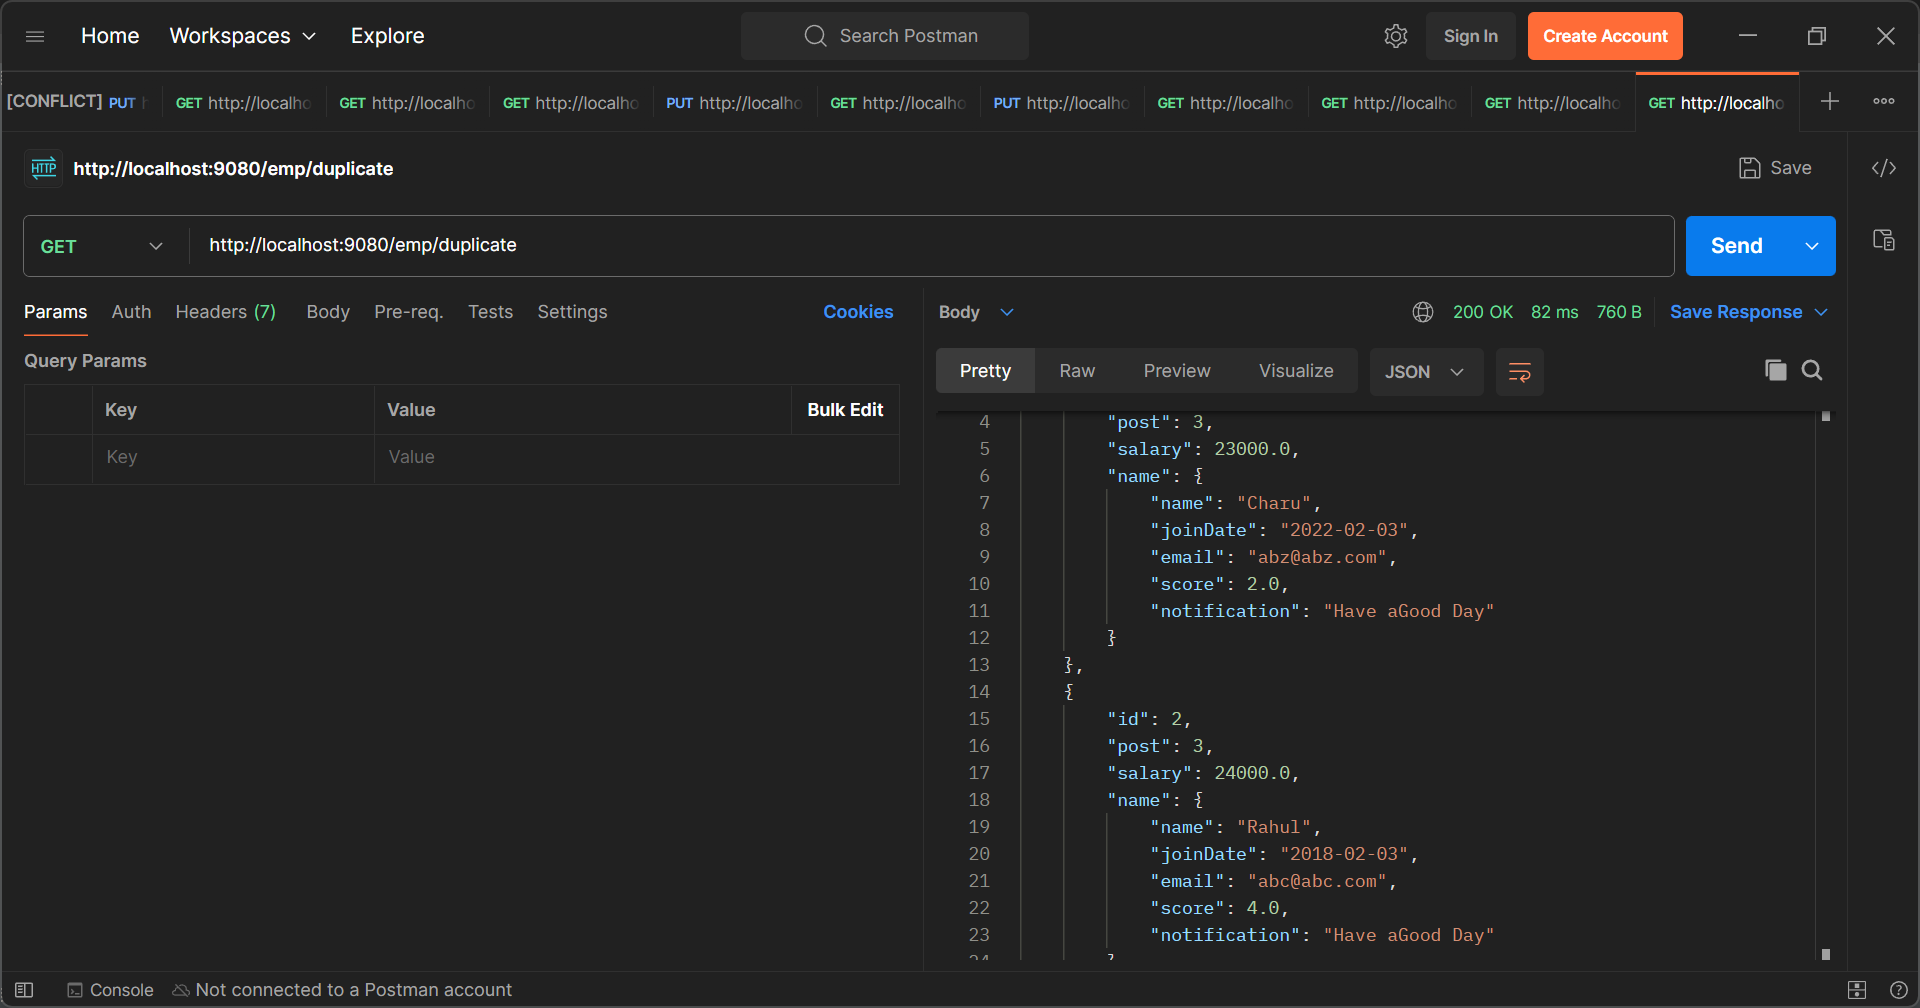 Home Workspaces Explore Search Postman Sign In Create Account
[CONFLICT] PUT h GET http://localho GET http://localho GET http://localho PUT http://localho GET http://localho PUT http://localho GET http://localho GET http://localho GET http://localho GET http://localho
HTTP http://localhost:9080/emp/duplicate Save
GET http://localhost:9080/emp/duplicate Send
Params Auth Headers (7) Body Pre-req. Tests Settings Cookies
Query Params
Key Value Bulk Edit
Key Value
Body 200 OK 82 ms 760 B Save Response
Pretty Raw Preview Visualize JSON
4 "post": 3,
5 "salary": 23000.0,
6 "name": {
7 "name": "Charu",
8 "joinDate": "2022-02-03",
9 "email": "abz@abz.com",
10 "score": 2.0,
11 "notification": "Have aGood Day"
12 }
13 },
14 {
15 "id": 2,
16 "post": 3,
17 "salary": 24000.0,
18 "name": {
19 "name": "Rahul",
20 "joinDate": "2018-02-03",
21 "email": "abc@abc.com",
22 "score": 4.0,
23 "notification": "Have aGood Day"
24 }
Console Not connected to a Postman account